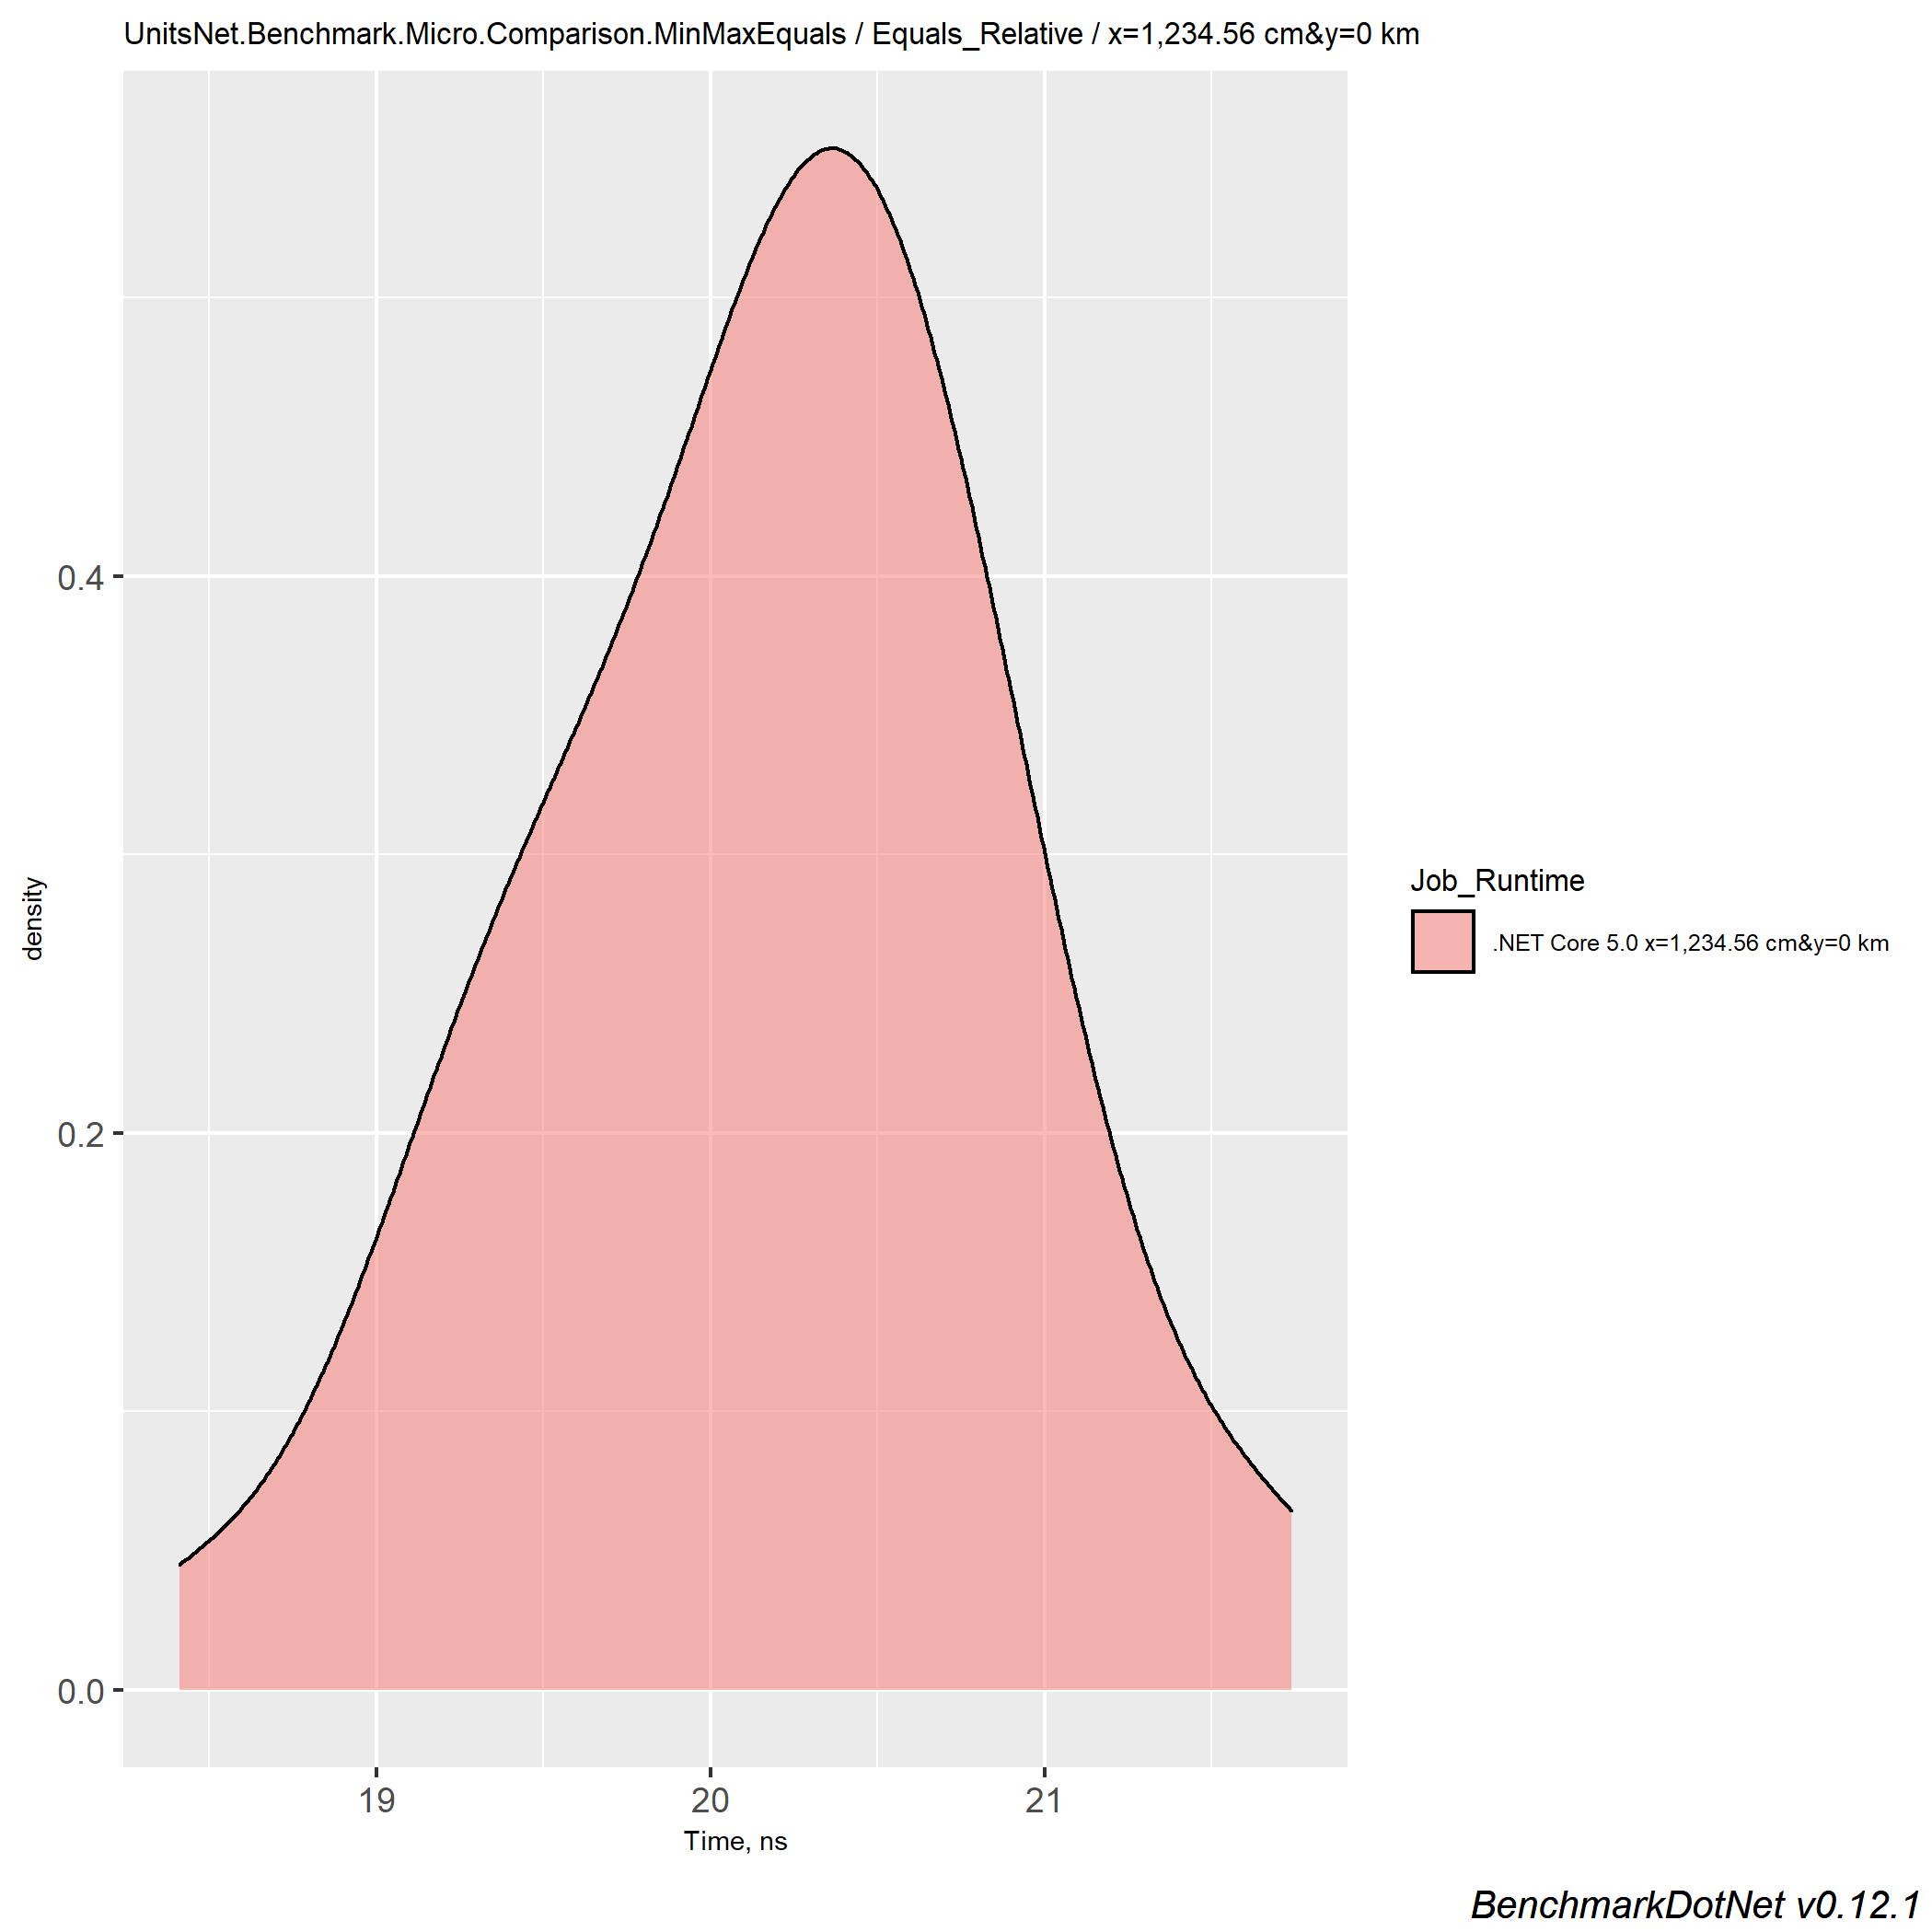 UnitsNet.Benchmark.Micro.Comparison.MinMaxEquals / Equals_Relative / x=1,234.56 cm&y=0 km
density
0.4
0.2
0.0
19 20 21
Time, ns
Job_Runtime
.NET Core 5.0 x=1,234.56 cm&y=0 km
BenchmarkDotNet v0.12.1